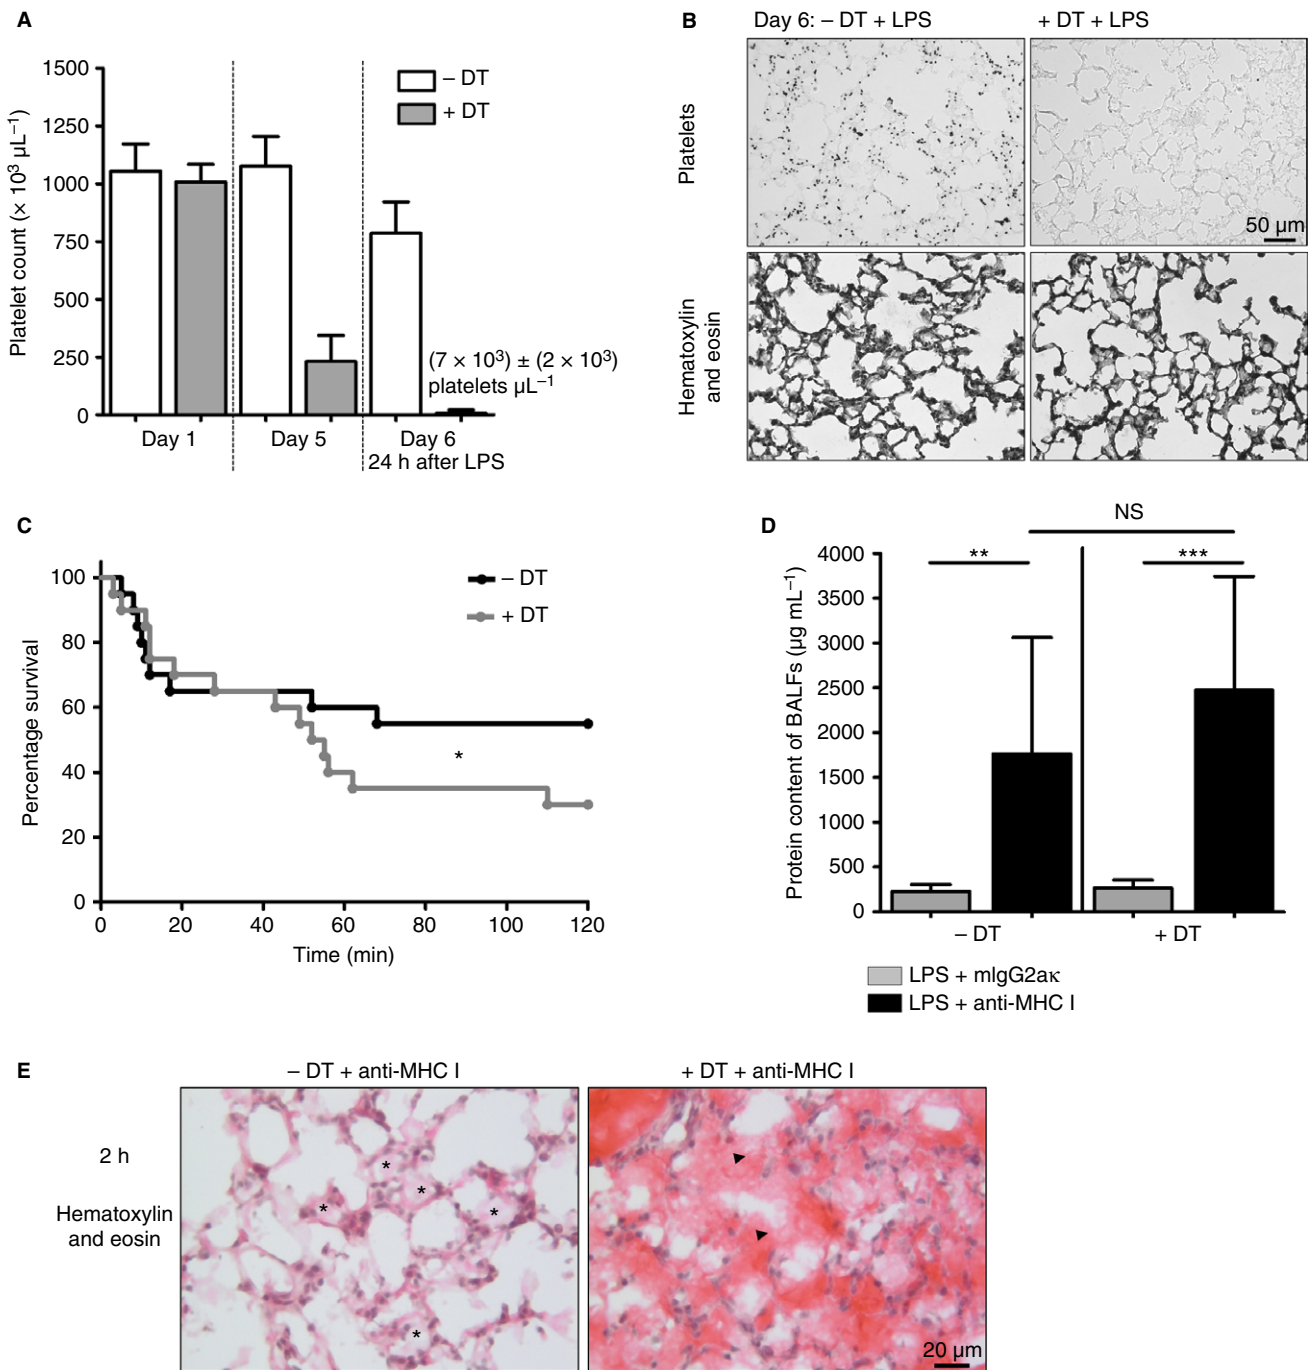 A
Platelet count (× 10³ µL⁻¹)
1500
1250
1000
750
500
250
0
– DT
+ DT
(7 × 10³) ± (2 × 10³)
platelets µL⁻¹
Day 1
Day 5
Day 6
24 h after LPS
B
Day 6: – DT + LPS
+ DT + LPS
Platelets
50 µm
Hematoxylin
and eosin
C
Percentage survival
100
80
60
40
20
0
– DT
+ DT
*
0 20 40 60 80 100 120
Time (min)
D
NS
Protein content of BALFs (µg mL⁻¹)
4000
3500
3000
2500
2000
1500
1000
500
0
**
***
– DT
+ DT
LPS + mIgG2aκ
LPS + anti-MHC I
E
– DT + anti-MHC I
+ DT + anti-MHC I
2 h
Hematoxylin
and eosin
*
*
*
*
*
20 µm